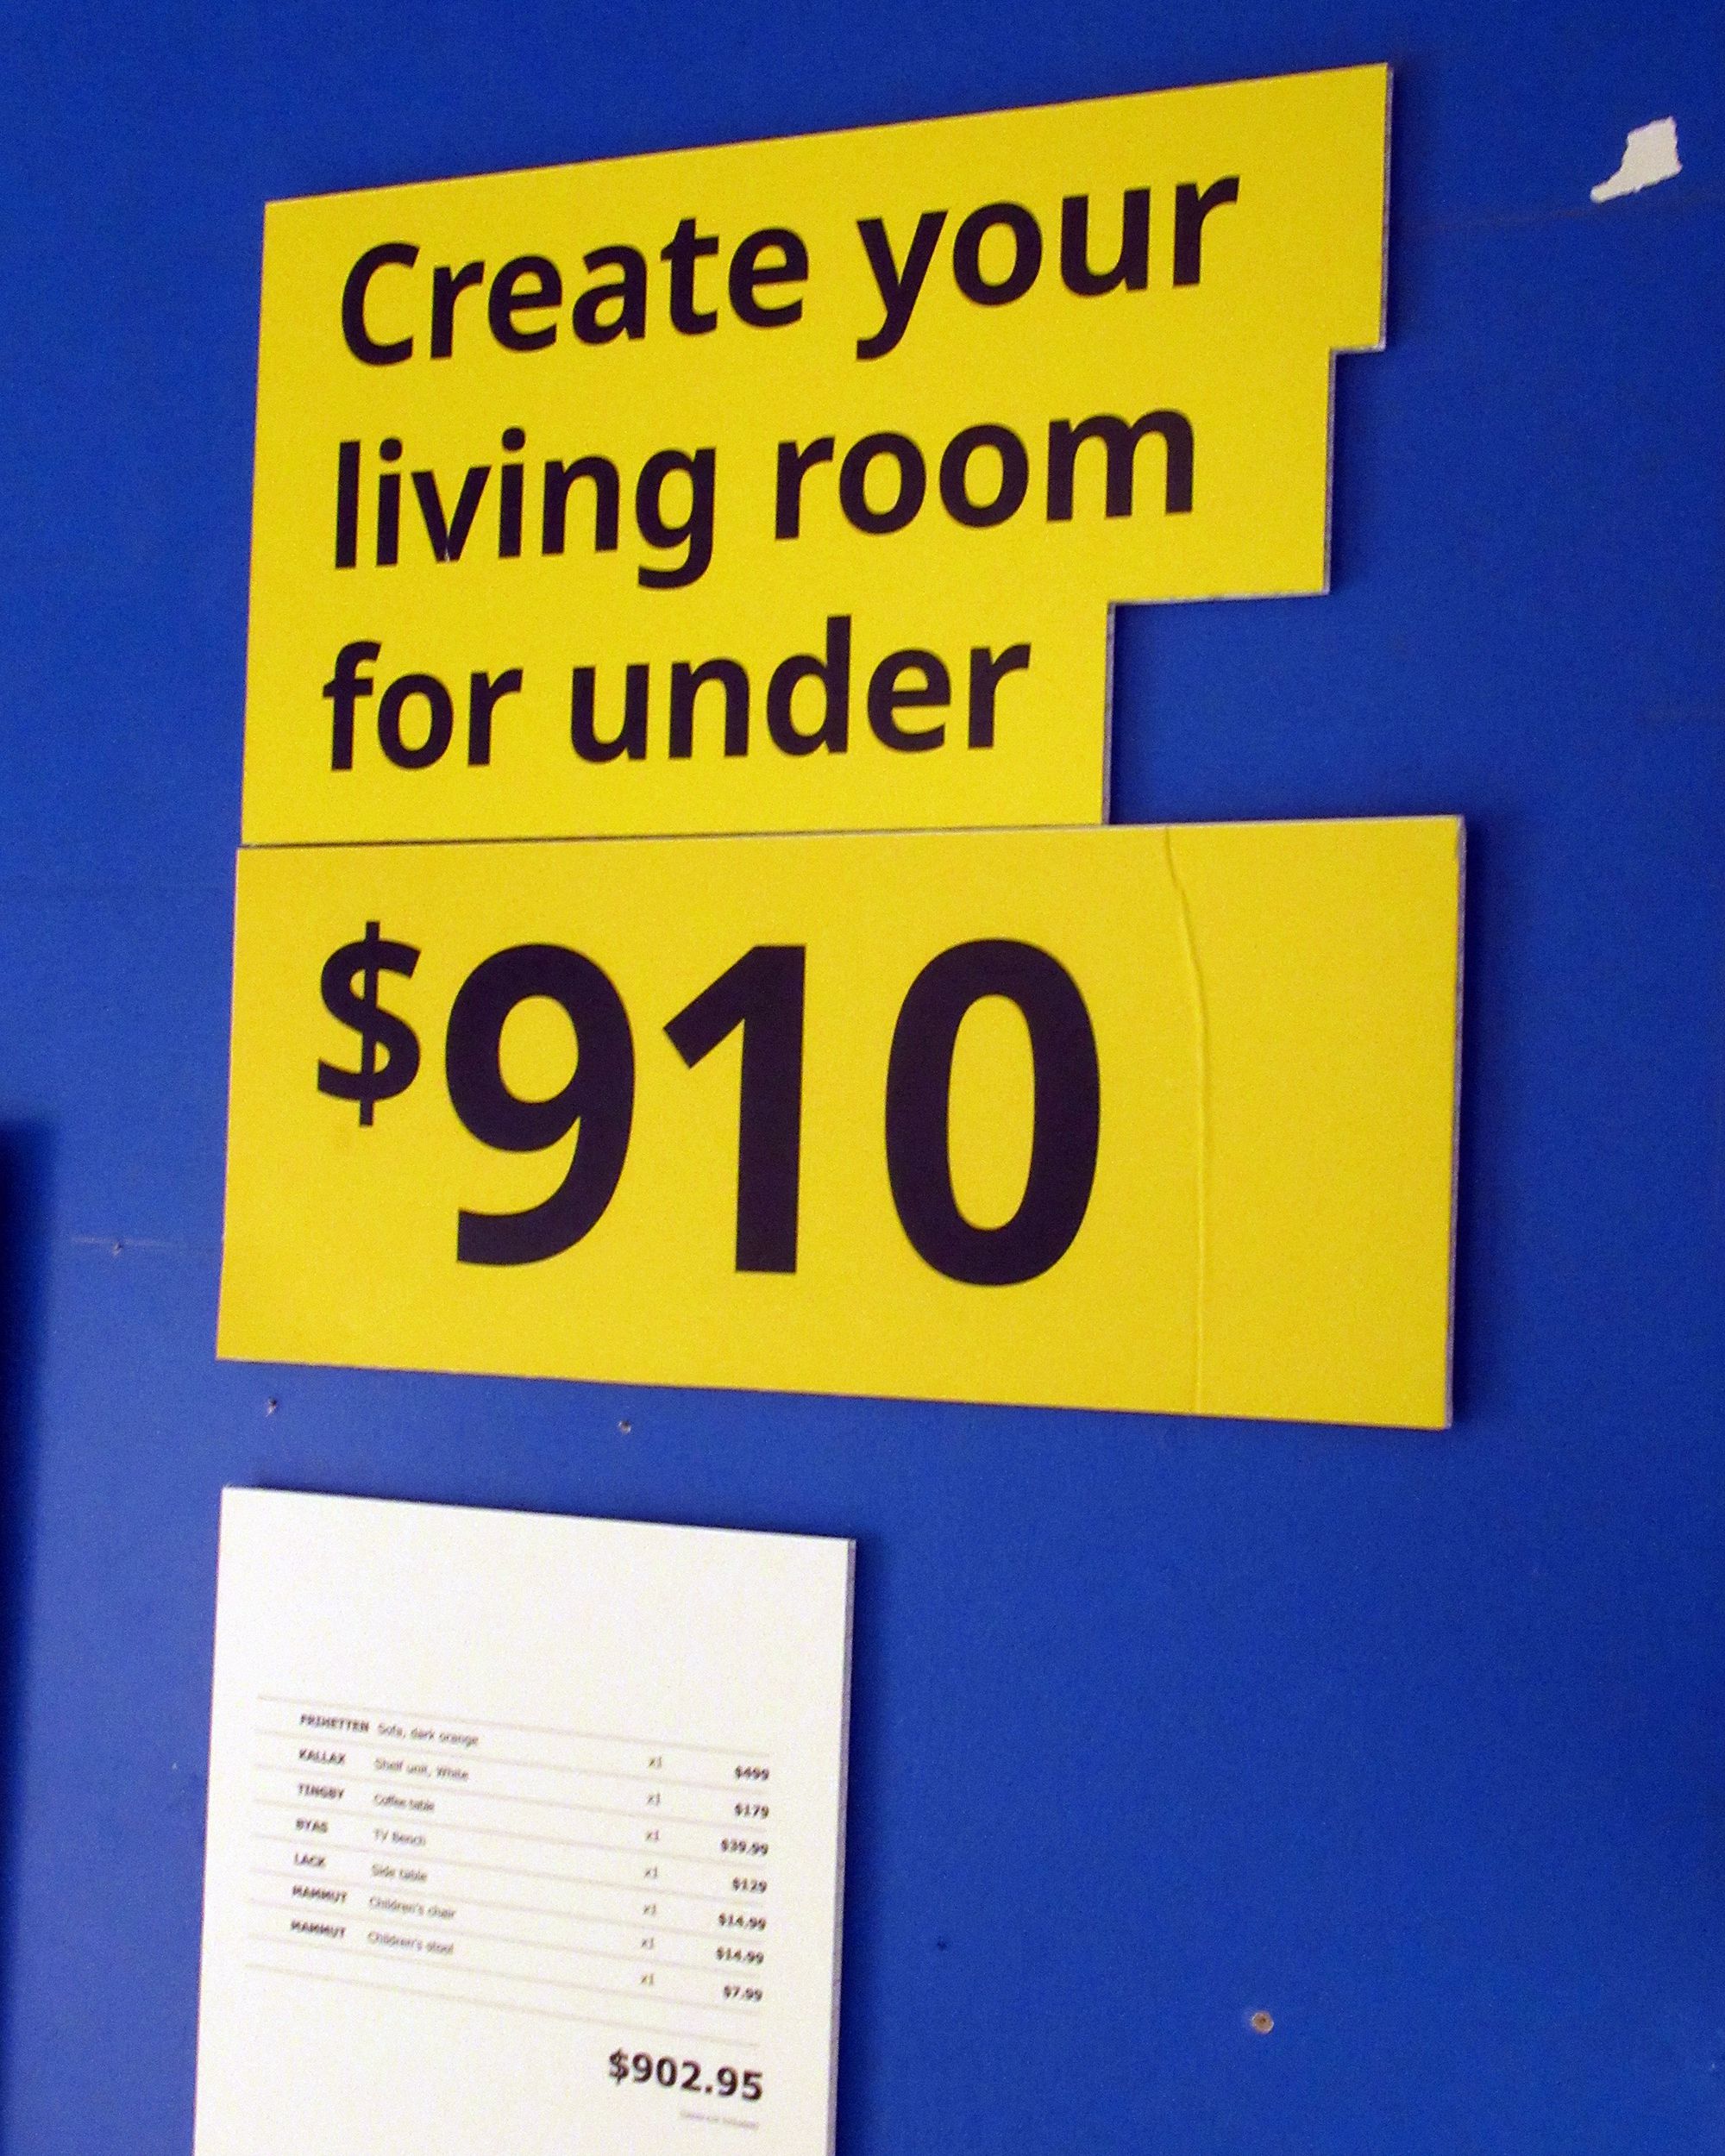 Create your
living room
for under
$910
FRIHETTEN Sofa, dark orange x1 $499
KALLAX Shelf unit, White x1 $179
TINGBY Coffee table x1 $39.99
BYAS TV Bench x1 $129
LACK Side table x1 $14.99
MAMMUT Children's chair x1 $14.99
MAMMUT Children's stool x1 $7.99
$902.95